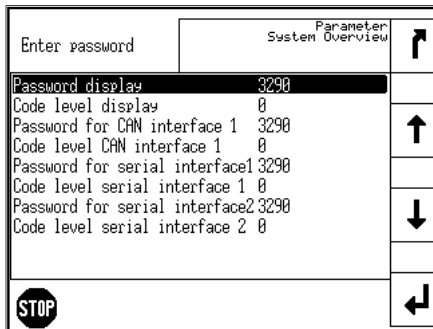 Parameter
System Overview
Enter password
Password display 3290
Code level display 0
Password for CAN interface 1 3290
Code level CAN interface 1 0
Password for serial interface1 3290
Code level serial interface 1 0
Password for serial interface2 3290
Code level serial interface 2 0
STOP